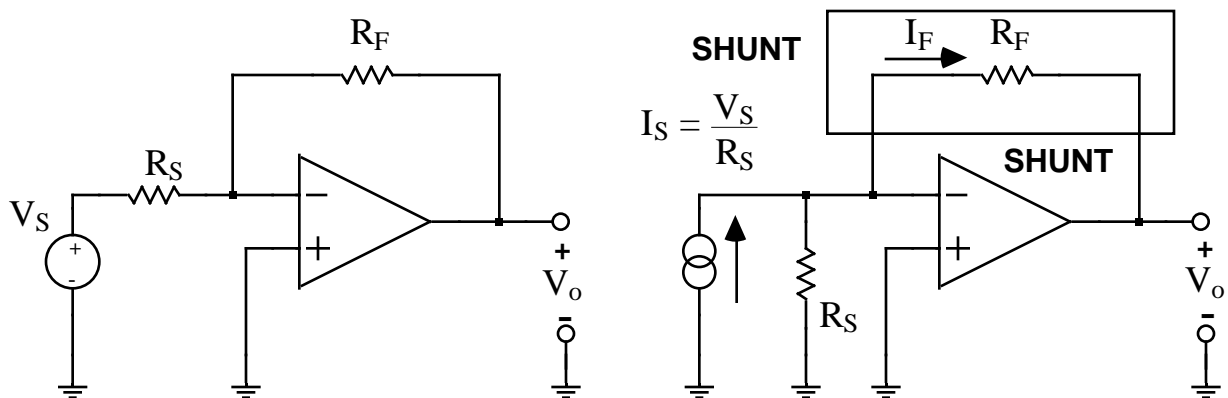 R_F
R_S
V_S
+
-
−
+
+
V_o
-
SHUNT
I_F
R_F
I_S = V_S / R_S
SHUNT
−
+
R_S
+
V_o
-